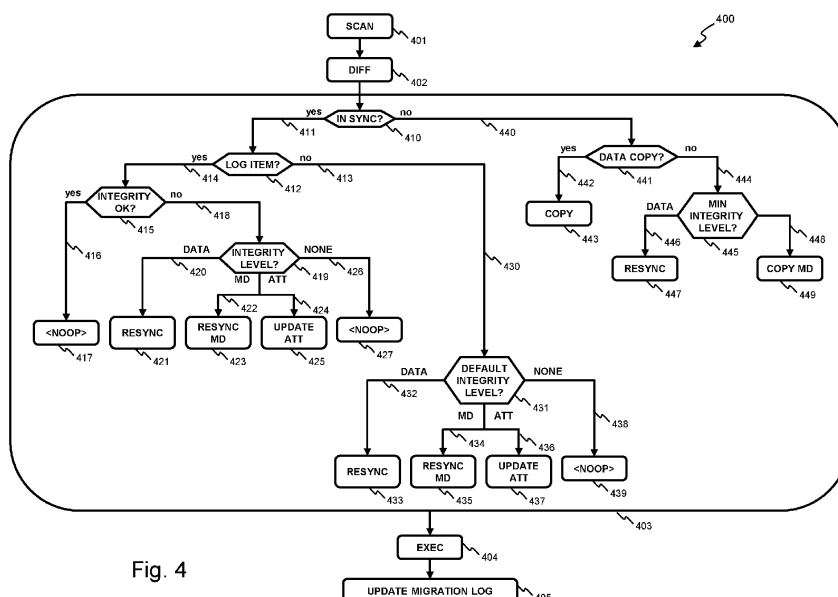 400
SCAN
401
DIFF
402
IN SYNC?
yes
no
411
410
440
LOG ITEM?
yes
no
414
412
413
DATA COPY?
yes
no
442
441
444
INTEGRITY
OK?
yes
no
415
418
416
COPY
443
MIN
INTEGRITY
LEVEL?
DATA
446
445
448
INTEGRITY
LEVEL?
DATA
NONE
420
419
426
MD
ATT
430
RESYNC
447
COPY MD
449
422
424
<NOOP>
417
RESYNC
421
RESYNC
MD
423
UPDATE
ATT
425
<NOOP>
427
DEFAULT
INTEGRITY
LEVEL?
DATA
NONE
432
431
MD
ATT
438
434
436
RESYNC
433
RESYNC
MD
435
UPDATE
ATT
437
<NOOP>
439
403
EXEC
404
Fig. 4
UPDATE MIGRATION LOG